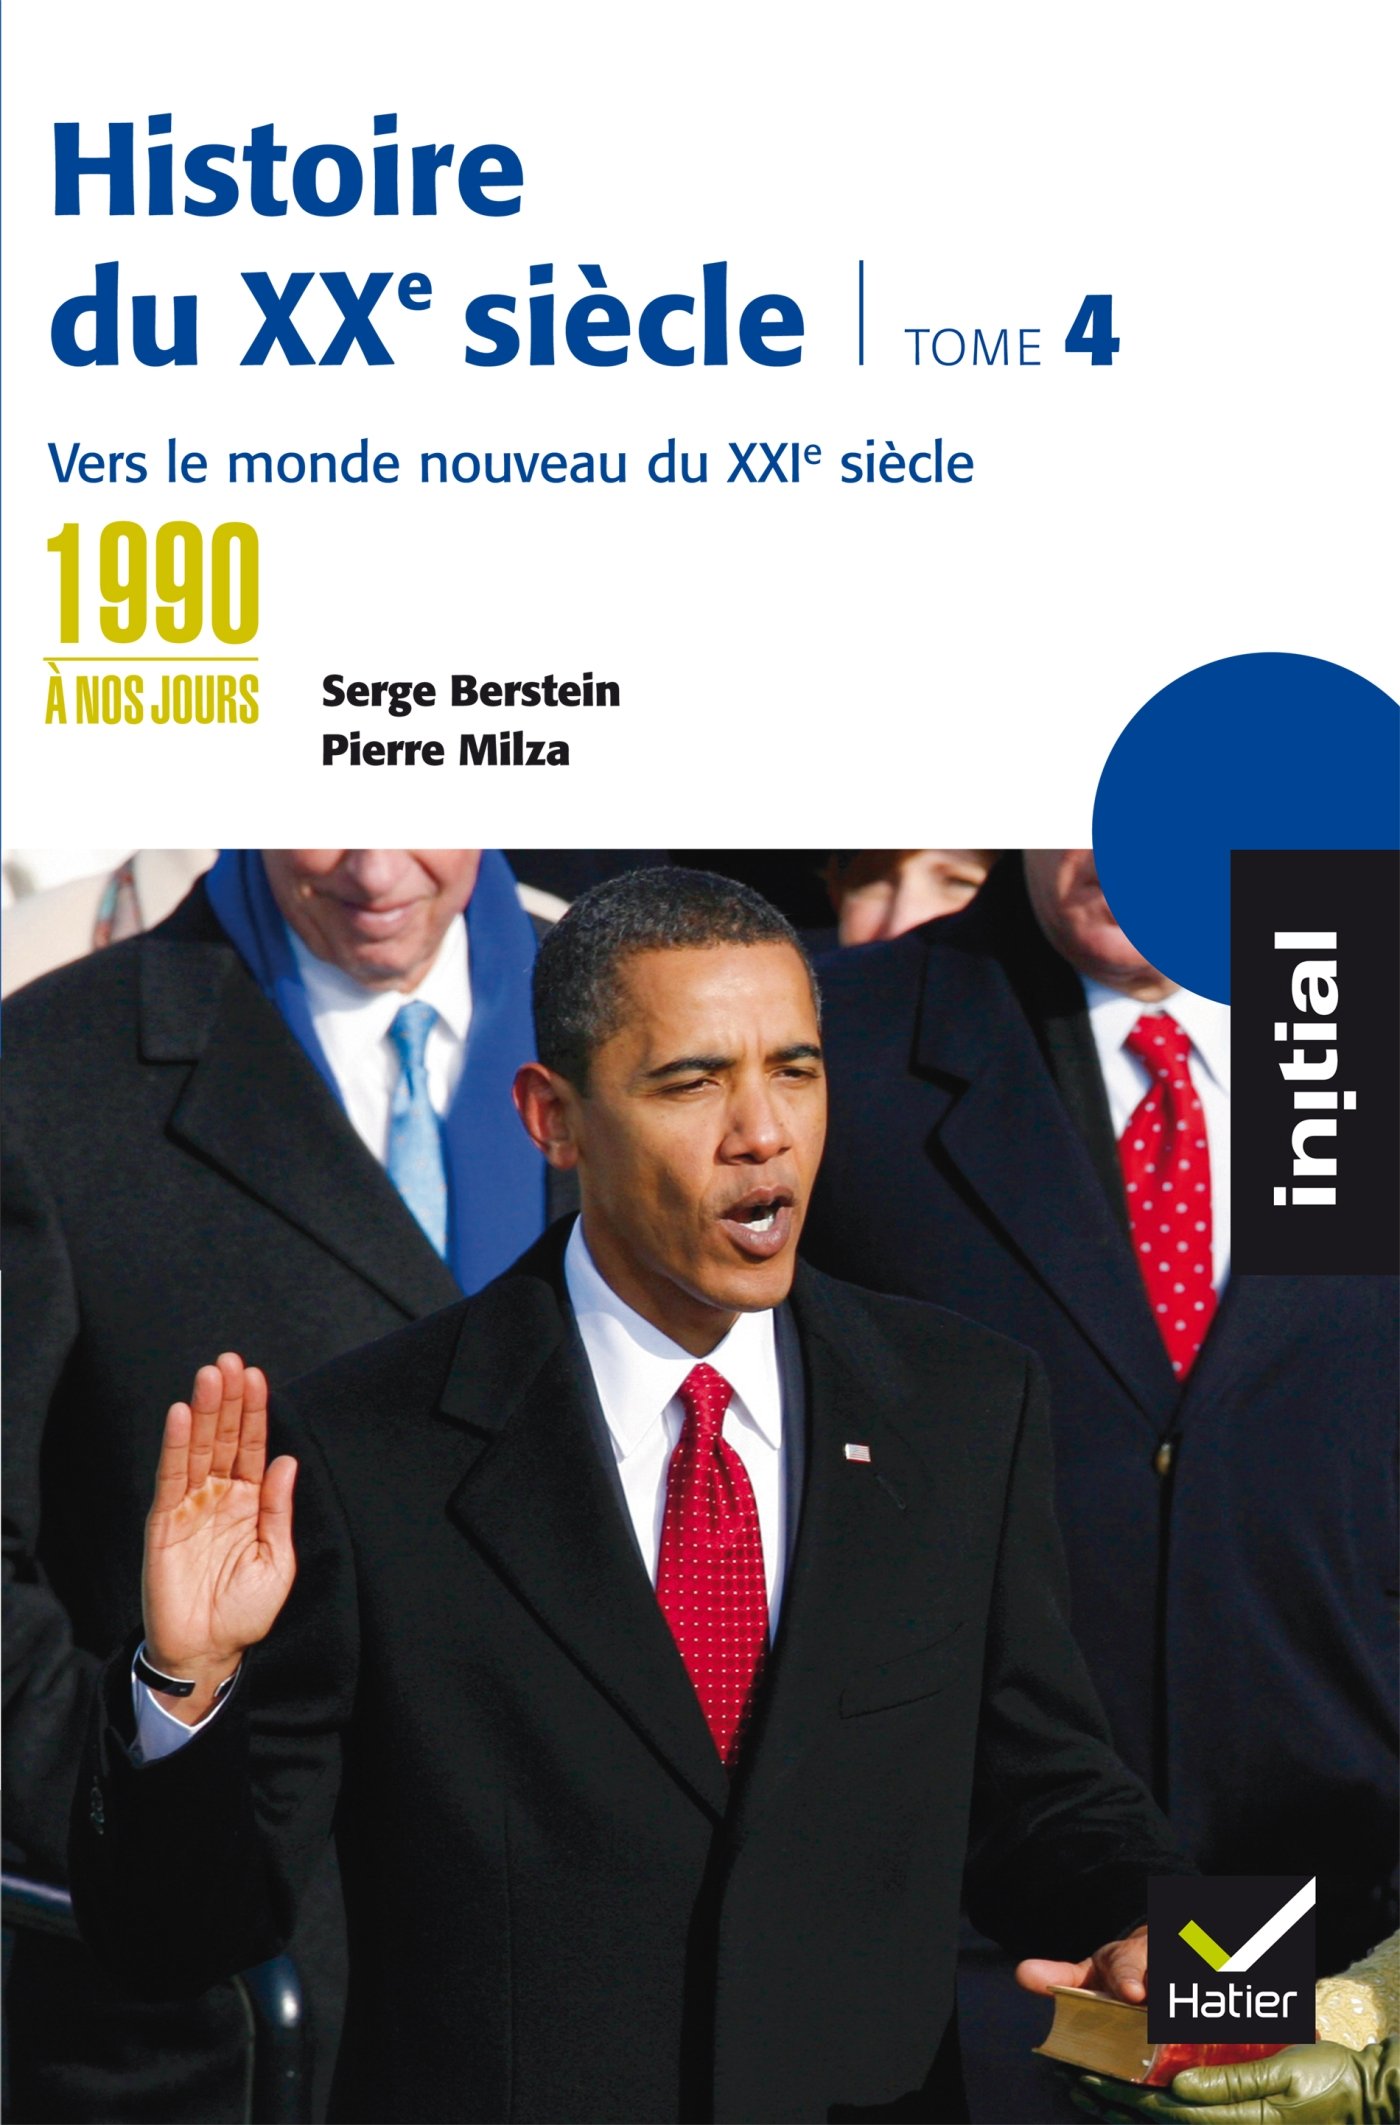 Histoire
du XXe siècle | TOME 4
Vers le monde nouveau du XXIe siècle
1990
À NOS JOURS
Serge Berstein
Pierre Milza
initial
Hatier